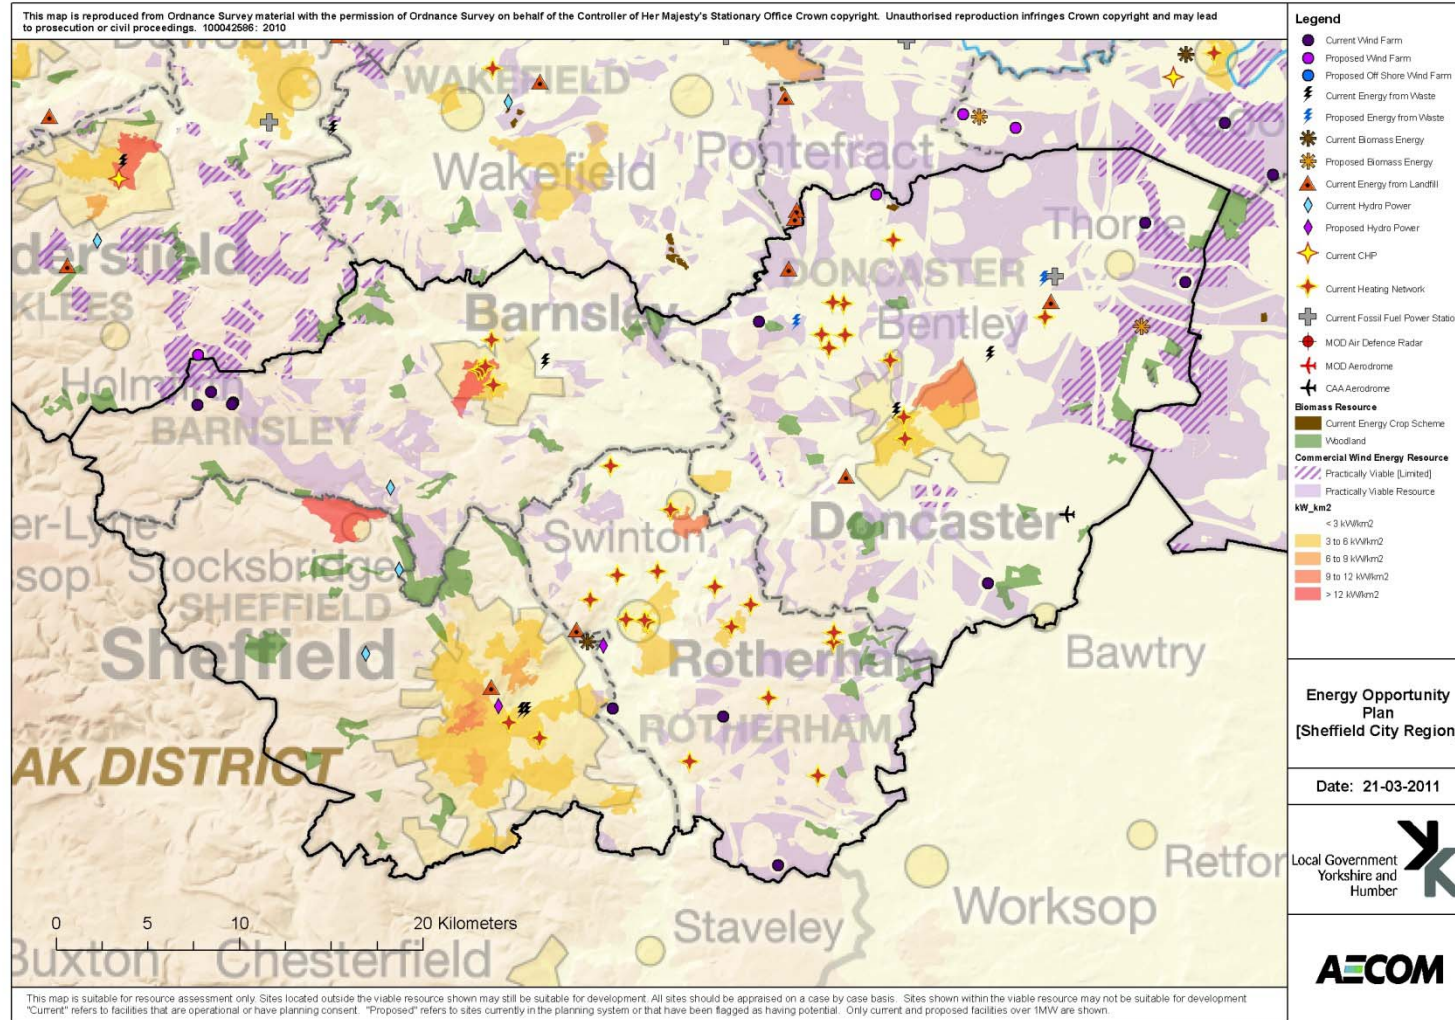 This map is reproduced from Ordnance Survey material with the permission of Ordnance Survey on behalf of the Controller of Her Majesty's Stationary Office Crown copyright. Unauthorised reproduction infringes Crown copyright and may lead
to prosecution or civil proceedings. 100042586: 2010
Dewsbury
WAKEFIELD
Wakefield
Pontefract
Goo
Thorne
dersfield
KLEES
DONCASTER
Barnsley
Bentley
Holmfirth
BARNSLEY
er-Lyne
Swinton
Doncaster
sop
Stocksbridge
SHEFFIELD
Sheffield
Rotherham
Bawtry
ROTHERHAM
AK DISTRICT
Retfor
Worksop
Staveley
Buxton
Chesterfield
0 5 10 20 Kilometers
Legend
Current Wind Farm
Proposed Wind Farm
Proposed Off Shore Wind Farm
Current Energy from Waste
Proposed Energy from Waste
Current Biomass Energy
Proposed Biomass Energy
Current Energy from Landfill
Current Hydro Power
Proposed Hydro Power
Current CHP
Current Heating Network
Current Fossil Fuel Power Statio
MOD Air Defence Radar
MOD Aerodrome
CAA Aerodrome
Biomass Resource
Current Energy Crop Scheme
Woodland
Commercial Wind Energy Resource
Practically Viable [Limited]
Practically Viable Resource
kW_km2
< 3 kW/km2
3 to 6 kW/km2
6 to 9 kW/km2
9 to 12 kW/km2
> 12 kW/km2
Energy Opportunity
Plan
[Sheffield City Region
Date: 21-03-2011
Local Government
Yorkshire and
Humber
AECOM
This map is suitable for resource assessment only. Sites located outside the viable resource shown may still be suitable for development. All sites should be appraised on a case by case basis. Sites shown within the viable resource may not be suitable for development
"Current" refers to facilities that are operational or have planning consent. "Proposed" refers to sites currently in the planning system or that have been flagged as having potential. Only current and proposed facilities over 1MW are shown.